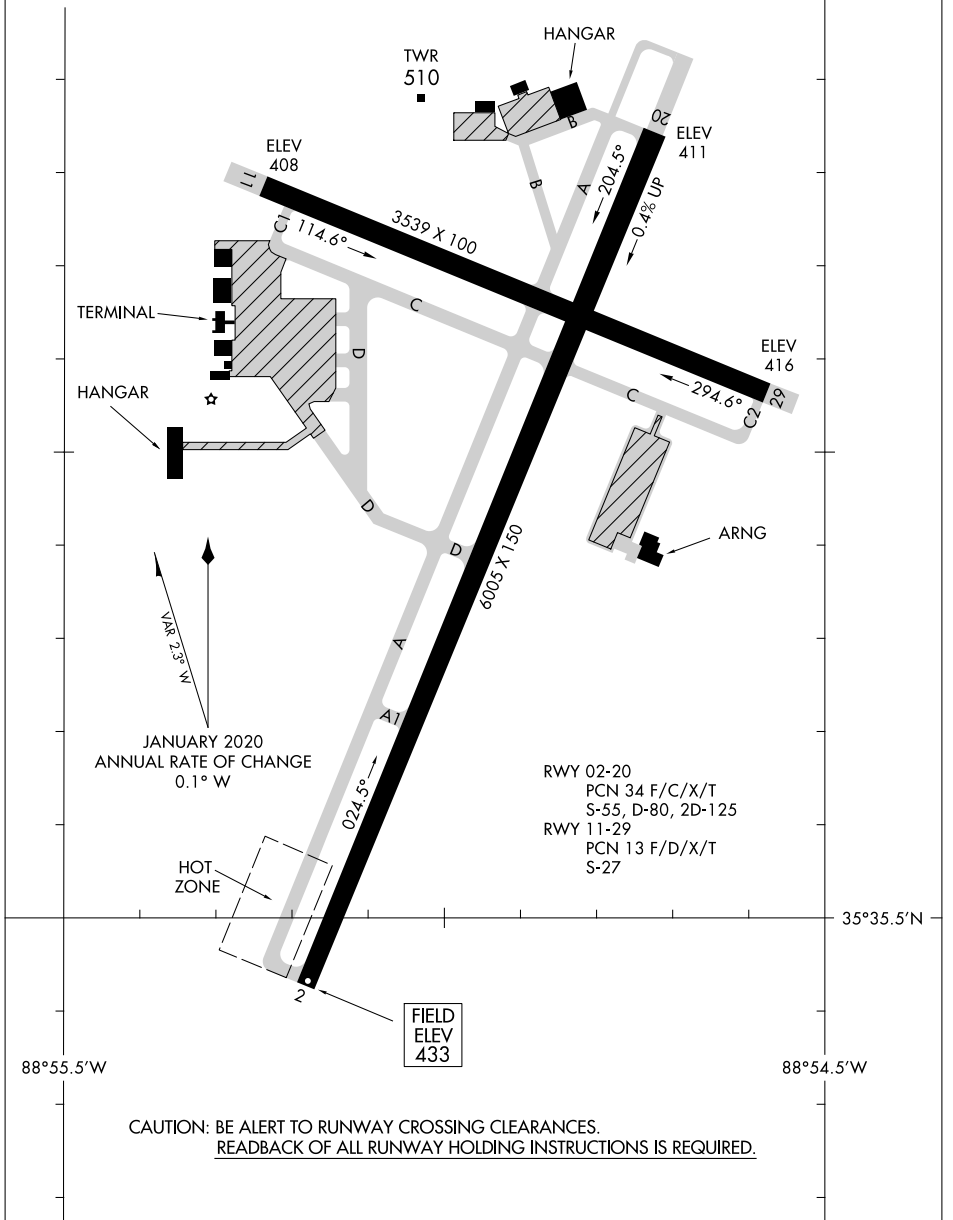 HANGAR
TWR
510
20
ELEV
411
B
ELEV
408
11
B
A
204.5°
0.4% UP
C1
114.6°
3539 X 100
C
TERMINAL
D
ELEV
416
HANGAR
C
294.6°
C2
29
D
D
6005 X 150
ARNG
VAR 2.3° W
A
A1
JANUARY 2020
ANNUAL RATE OF CHANGE
0.1° W
024.5°
RWY 02-20
PCN 34 F/C/X/T
S-55, D-80, 2D-125
RWY 11-29
PCN 13 F/D/X/T
S-27
HOT
ZONE
35°35.5'N
2
FIELD
ELEV
433
88°55.5'W
88°54.5'W
CAUTION: BE ALERT TO RUNWAY CROSSING CLEARANCES.
READBACK OF ALL RUNWAY HOLDING INSTRUCTIONS IS REQUIRED.